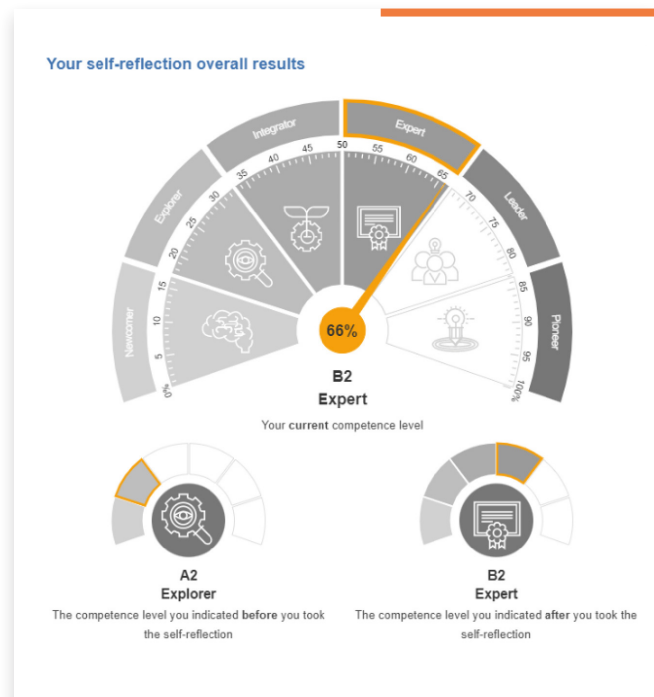 Your self-reflection overall results
Newcomer
Explorer
Integrator
Expert
Leader
Pioneer
%0
5
10
15
20
25
30
35
40
45
50
55
60
65
70
75
80
85
90
95
100%
66%
B2
Expert
Your current competence level
A2
Explorer
The competence level you indicated before you took
the self-reflection
B2
Expert
The competence level you indicated after you took the
self-reflection